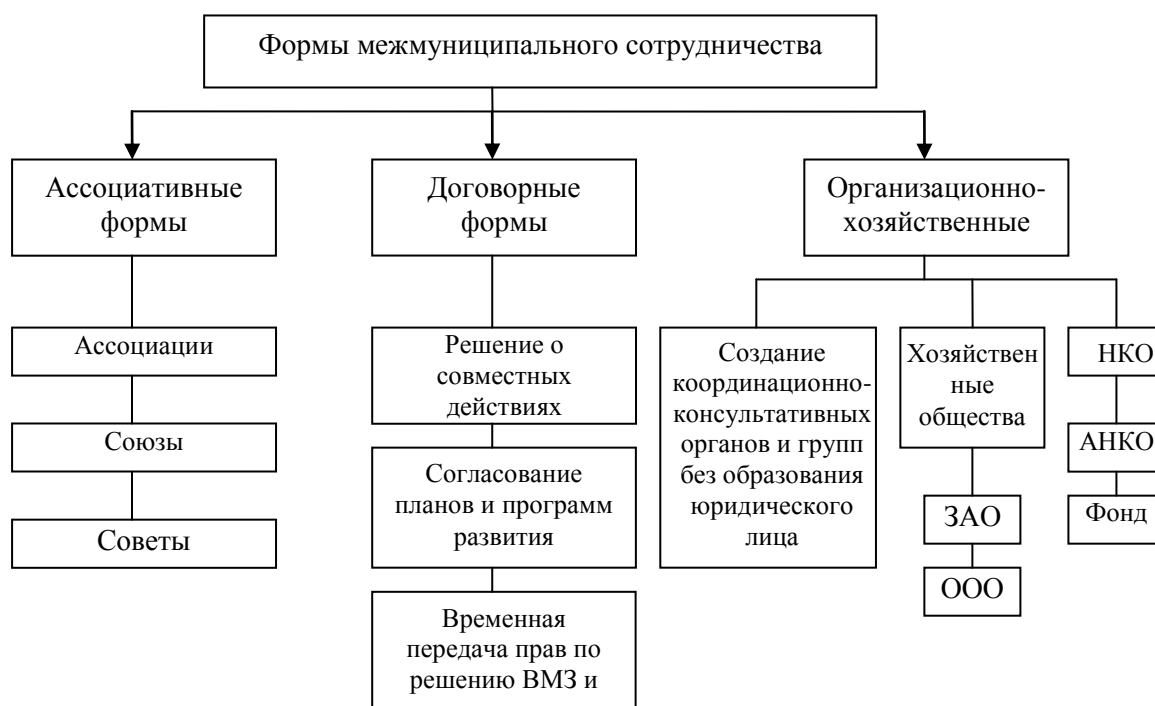 Формы межмуниципального сотрудничества
Ассоциативные
формы
Ассоциации
Союзы
Советы
Договорные
формы
Решение о
совместных
действиях
Согласование
планов и программ
развития
Временная
передача прав по
решению ВМЗ и
Организационно-
хозяйственные
Создание
координационно-
консультативных
органов и групп
без образования
юридического
лица
Хозяйствен
ные
общества
ЗАО
ООО
НКО
АНКО
Фонд